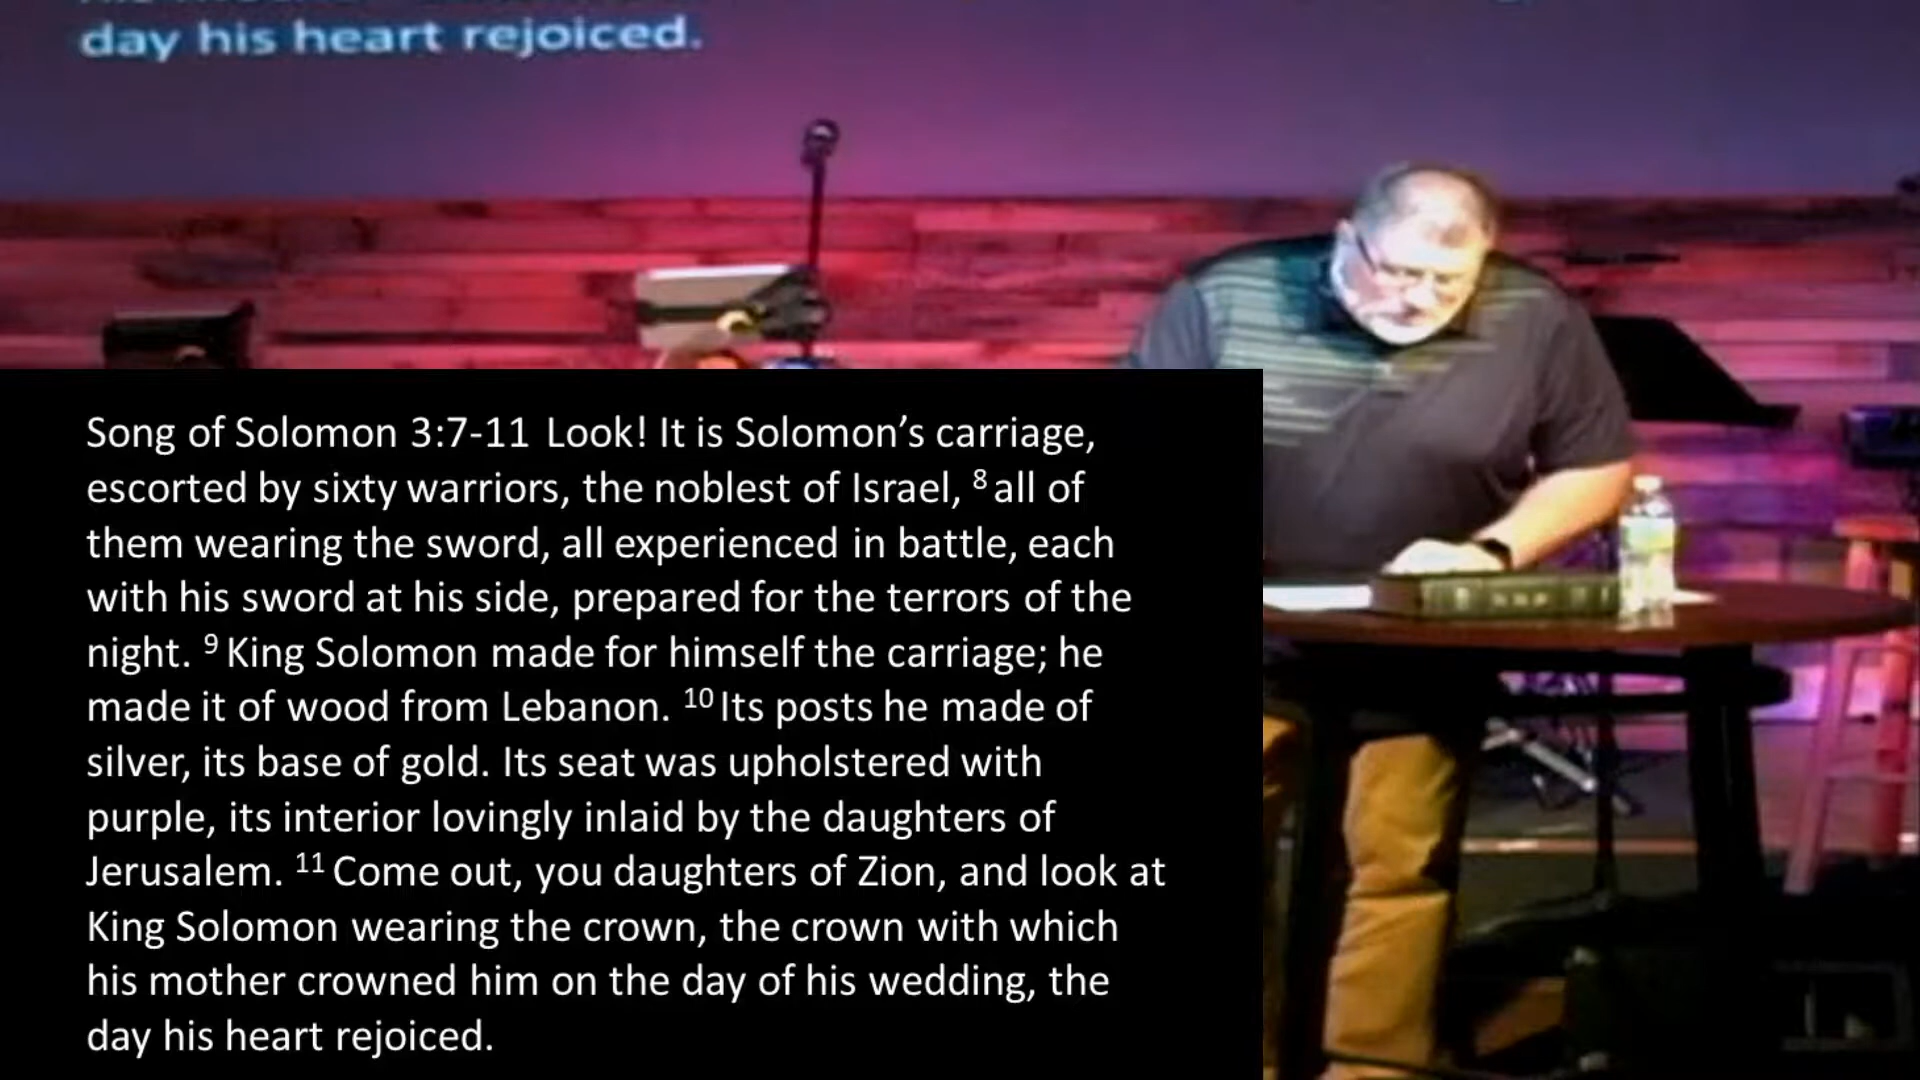 day his heart rejoiced.
Song of Solomon 3:7-11 Look! It is Solomon’s carriage,
escorted by sixty warriors, the noblest of Israel, 8 all of
them wearing the sword, all experienced in battle, each
with his sword at his side, prepared for the terrors of the
night. 9 King Solomon made for himself the carriage; he
made it of wood from Lebanon. 10 Its posts he made of
silver, its base of gold. Its seat was upholstered with
purple, its interior lovingly inlaid by the daughters of
Jerusalem. 11 Come out, you daughters of Zion, and look at
King Solomon wearing the crown, the crown with which
his mother crowned him on the day of his wedding, the
day his heart rejoiced.